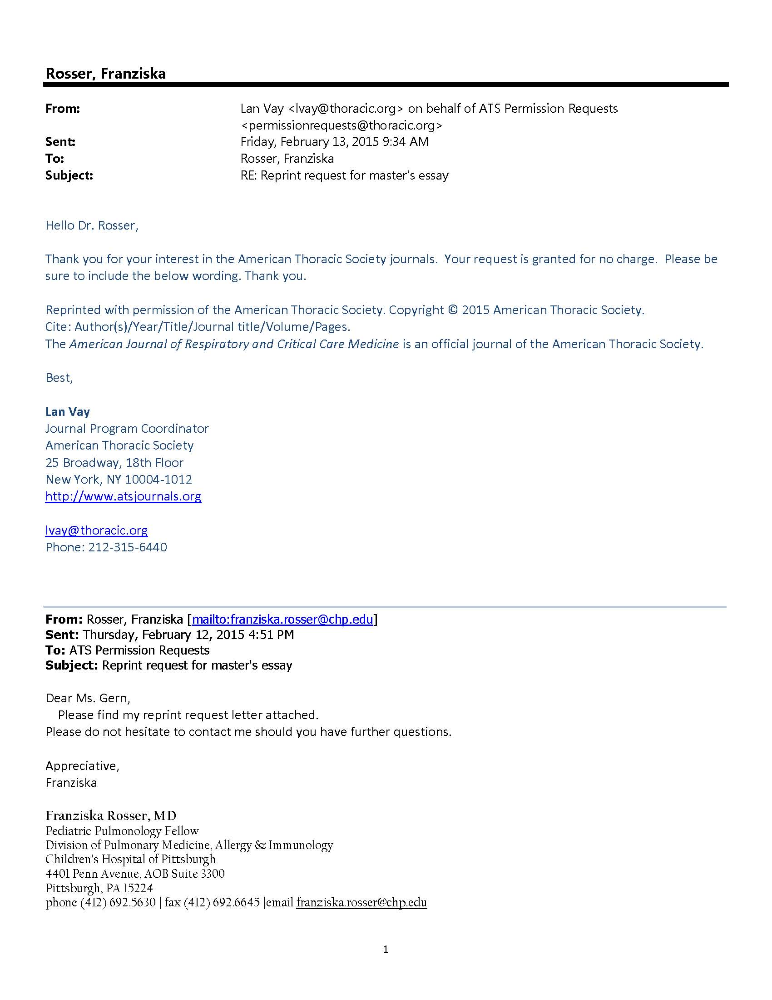 Rosser, Franziska
From: Lan Vay <lvay@thoracic.org> on behalf of ATS Permission Requests
<permissionrequests@thoracic.org>
Sent: Friday, February 13, 2015 9:34 AM
To: Rosser, Franziska
Subject: RE: Reprint request for master's essay
Hello Dr. Rosser,
Thank you for your interest in the American Thoracic Society journals.  Your request is granted for no charge.  Please be
sure to include the below wording. Thank you.
Reprinted with permission of the American Thoracic Society. Copyright © 2015 American Thoracic Society.
Cite: Author(s)/Year/Title/Journal title/Volume/Pages.
The American Journal of Respiratory and Critical Care Medicine is an official journal of the American Thoracic Society.
Best,
Lan Vay
Journal Program Coordinator
American Thoracic Society
25 Broadway, 18th Floor
New York, NY 10004-1012
http://www.atsjournals.org
lvay@thoracic.org
Phone: 212-315-6440
From: Rosser, Franziska [mailto:franziska.rosser@chp.edu]
Sent: Thursday, February 12, 2015 4:51 PM
To: ATS Permission Requests
Subject: Reprint request for master's essay
Dear Ms. Gern,
Please find my reprint request letter attached.
Please do not hesitate to contact me should you have further questions.
Appreciative,
Franziska
Franziska Rosser, MD
Pediatric Pulmonology Fellow
Division of Pulmonary Medicine, Allergy & Immunology
Children's Hospital of Pittsburgh
4401 Penn Avenue, AOB Suite 3300
Pittsburgh, PA 15224
phone (412) 692.5630 | fax (412) 692.6645 |email franziska.rosser@chp.edu
1